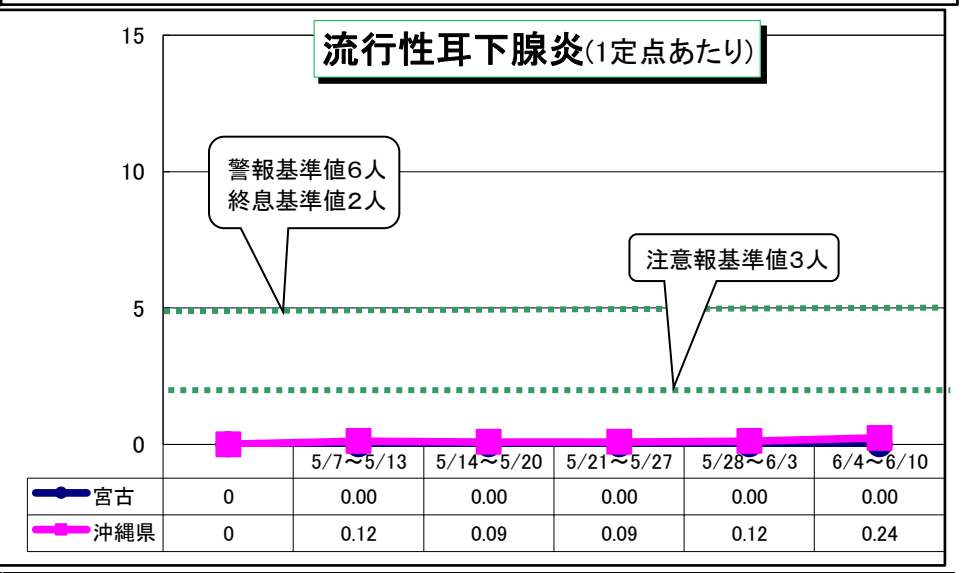 流行性耳下腺炎(1定点あたり)
15
10
5
0
警報基準値6人
終息基準値2人
注意報基準値3人
5/7～5/13 5/14～5/20 5/21～5/27 5/28～6/3 6/4～6/10
宮古 0 0.00 0.00 0.00 0.00 0.00
沖縄県 0 0.12 0.09 0.09 0.12 0.24